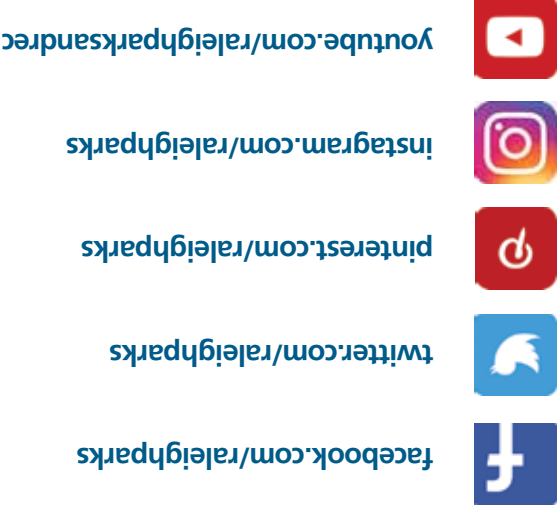 facebook.com/raleighparks
twitter.com/raleighparks
pinterest.com/raleighparks
instagram.com/raleighparks
youtube.com/raleighparksandrec